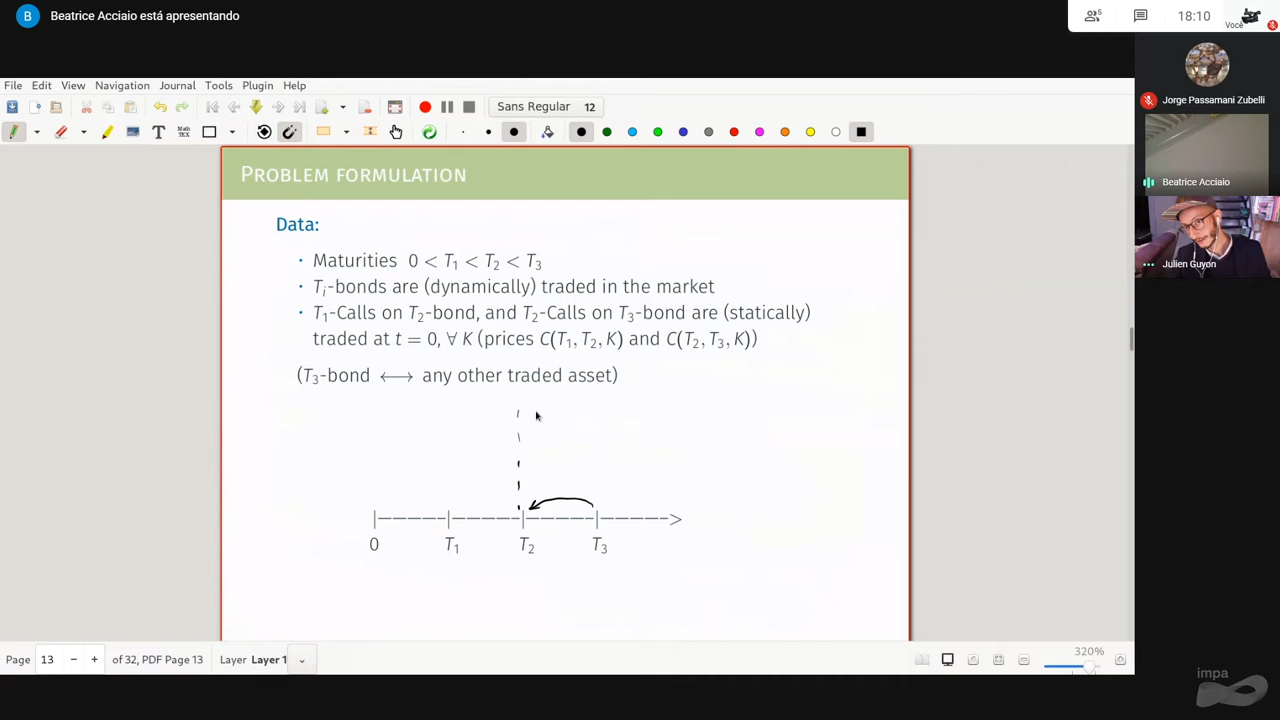 B Beatrice Acciaio está apresentando
6
18:10
Você
File Edit View Navigation Journal Tools Plugin Help
Sans Regular 12
T Math TEX
PROBLEM FORMULATION
Data:
· Maturities 0 < T₁ < T₂ < T₃
· Tᵢ-bonds are (dynamically) traded in the market
· T₁-Calls on T₂-bond, and T₂-Calls on T₃-bond are (statically)
traded at t = 0, ∀ K (prices C(T₁, T₂, K) and C(T₂, T₃, K))
(T₃-bond ⟷ any other traded asset)
0 T₁ T₂ T₃
Page 13 − + of 32, PDF Page 13 Layer Layer 1
320%
Jorge Passamani Zubelli
Beatrice Acciaio
Julien Guyon
impa